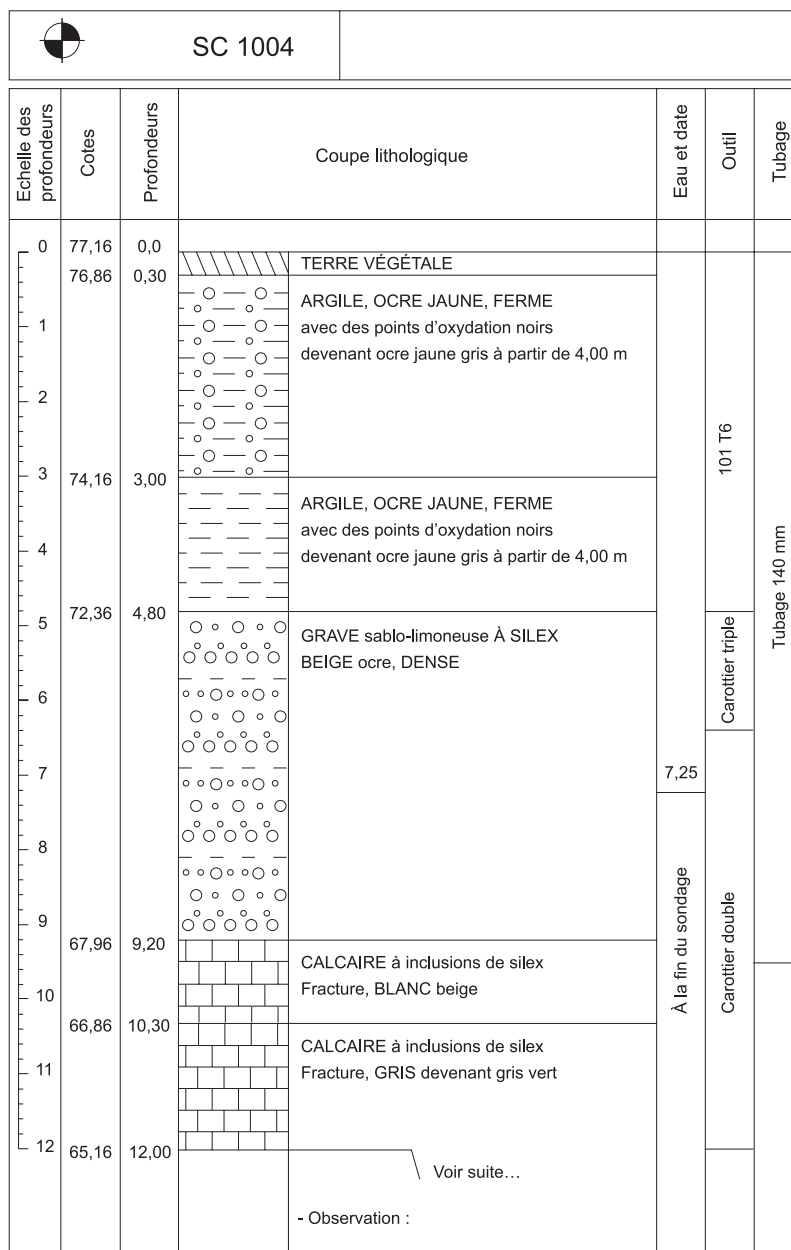 SC 1004
Echelle des
profondeurs
Cotes
Profondeurs
Coupe lithologique
Eau et date
Outil
Tubage
0 77,16 0,0
TERRE VÉGÉTALE
76,86 0,30
ARGILE, OCRE JAUNE, FERME
1
avec des points d'oxydation noirs
devenant ocre jaune gris à partir de 4,00 m
2
101 T6
3 74,16 3,00
ARGILE, OCRE JAUNE, FERME
avec des points d'oxydation noirs
4
devenant ocre jaune gris à partir de 4,00 m
Tubage 140 mm
72,36 4,80
5
GRAVE sablo-limoneuse À SILEX
BEIGE ocre, DENSE
Carottier triple
6
7
7,25
8
9
À la fin du sondage
Carottier double
67,96 9,20
CALCAIRE à inclusions de silex
Fracture, BLANC beige
10
66,86 10,30
CALCAIRE à inclusions de silex
11
Fracture, GRIS devenant gris vert
12 65,16 12,00
Voir suite…
- Observation :